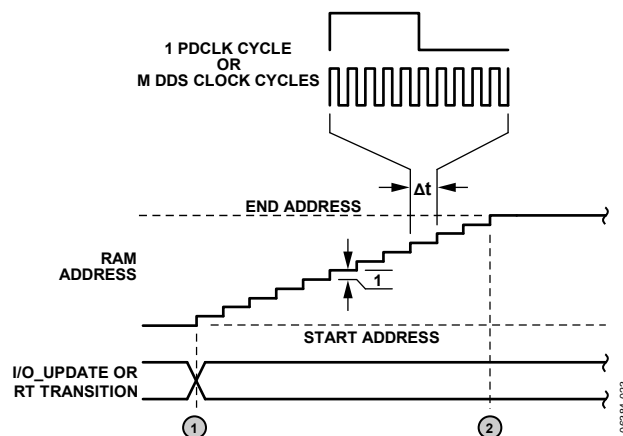 1 PDCLK CYCLE
OR
M DDS CLOCK CYCLES
Δt
END ADDRESS
RAM
ADDRESS
1
START ADDRESS
I/O_UPDATE OR
RT TRANSITION
1
2